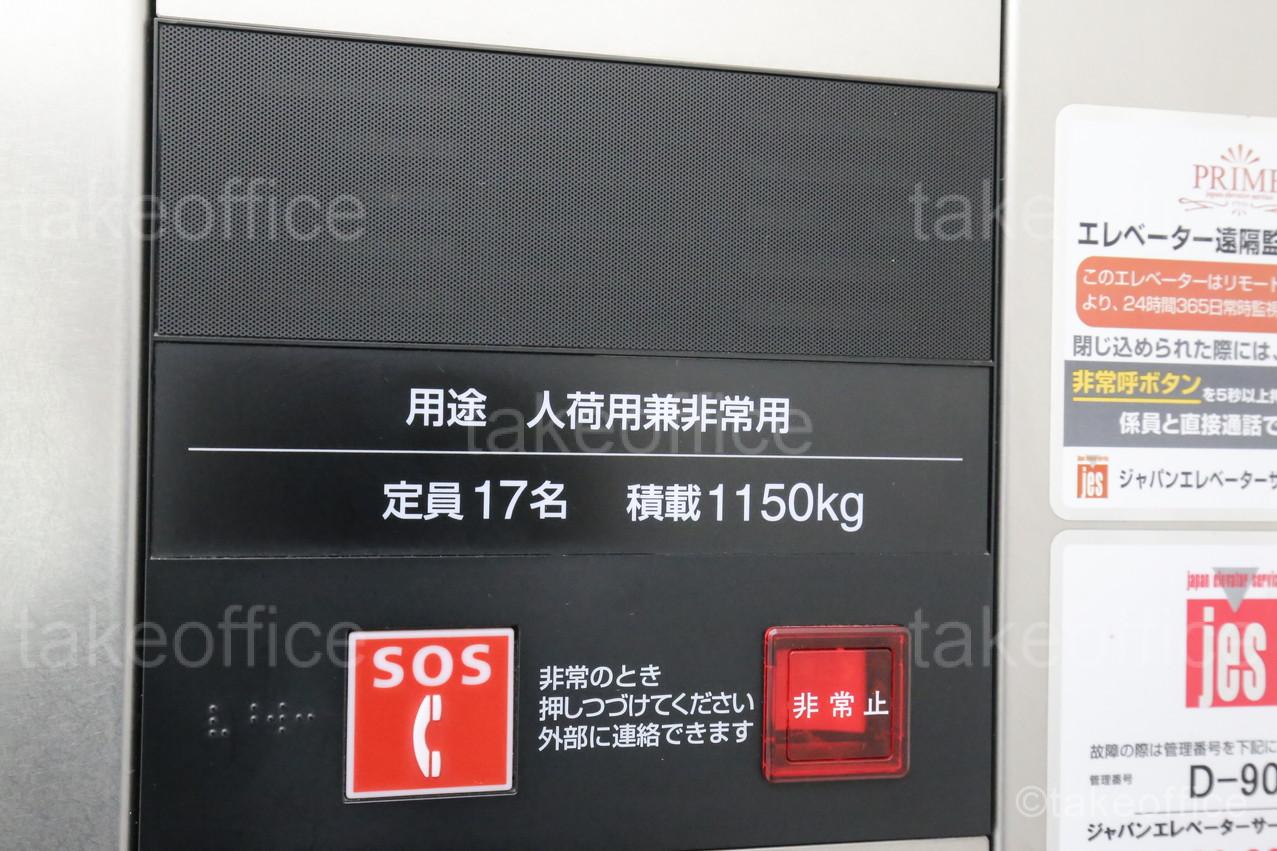 用途 人荷用兼非常用
定員17名 積載1150kg
SOS
非常のとき
押しつづけてください
外部に連絡できます
非常止
PRIME
エレベーター遠隔監
このエレベーターはリモート
より、24時間365日常時監視
閉じ込められた際には、
非常呼ボタンを5秒以上押
係員と直接通話で
jes
ジャパンエレベーターサ
japan elevator servic
jes
故障の際は管理番号を下記に
管理番号 D-90
ジャパンエレベーターサー
takeoffice
takeoffice
takeoffice
takeoffice
takeoffice
©takeoffice